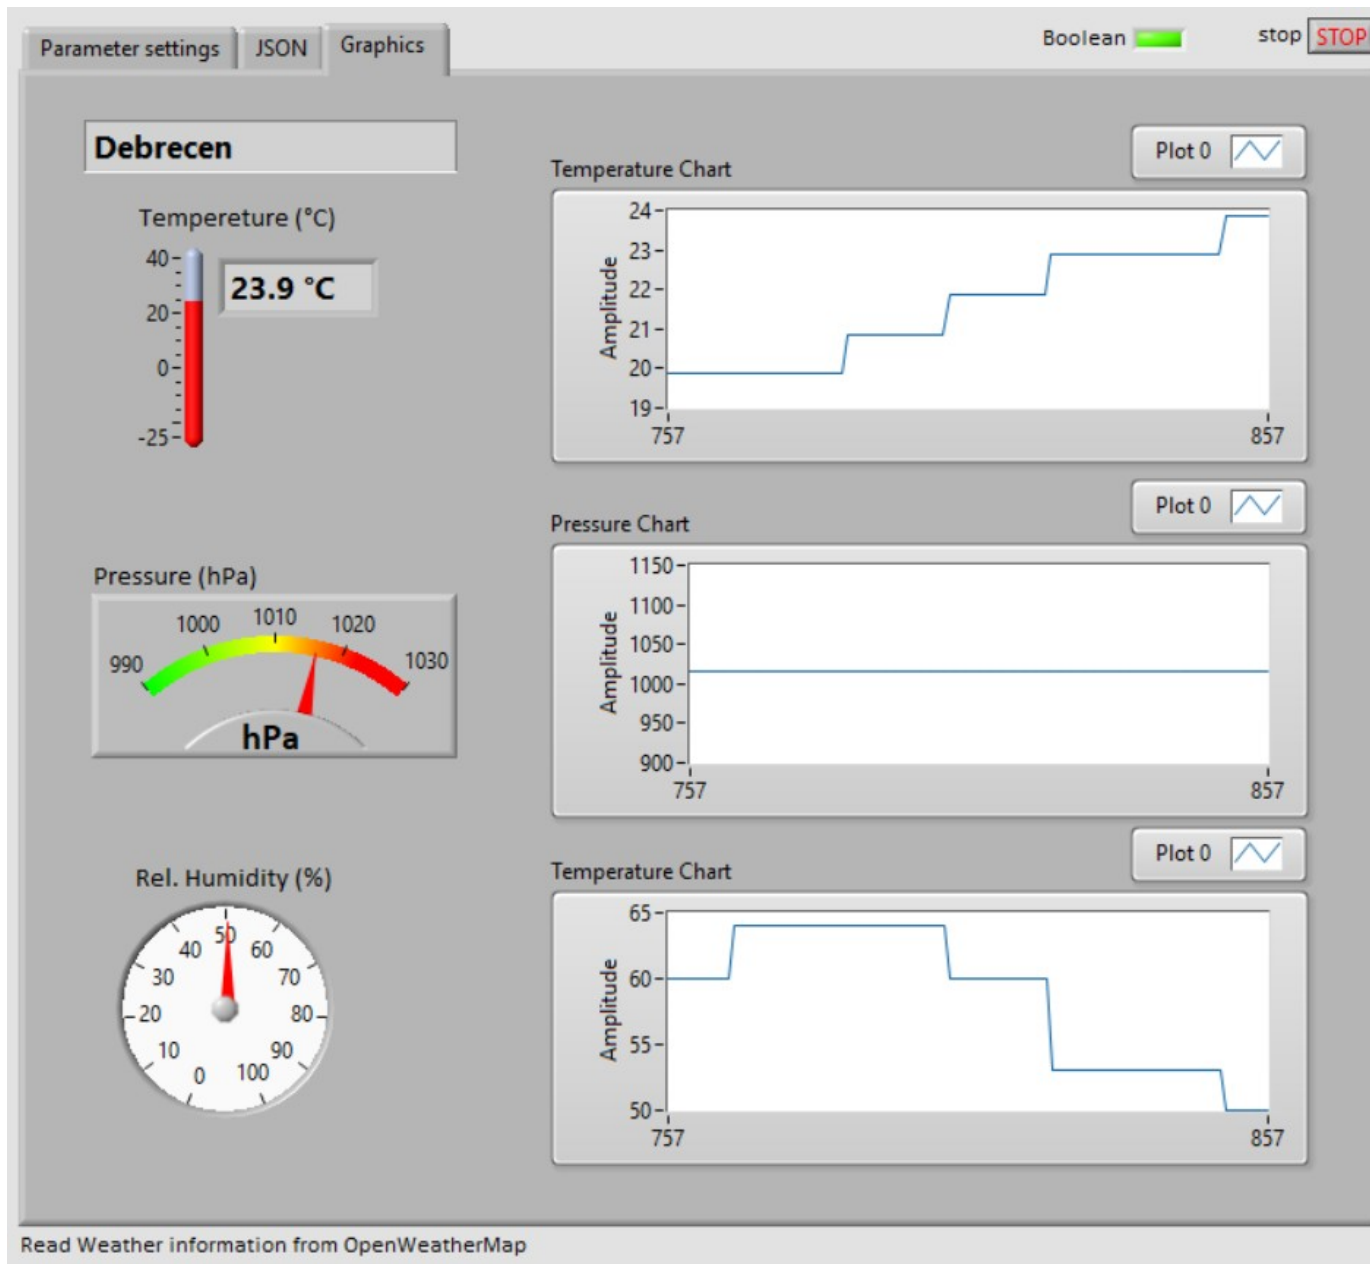 Parameter settings JSON Graphics
Boolean stop STOP
Debrecen
Tempereture (°C)
40
20
0
-25
23.9 °C
Temperature Chart
Plot 0
Amplitude
24
23
22
21
20
19
757 857
Pressure (hPa)
990 1000 1010 1020 1030
hPa
Pressure Chart
Plot 0
Amplitude
1150
1100
1050
1000
950
900
757 857
Rel. Humidity (%)
0 10 20 30 40 50 60 70 80 90 100
Temperature Chart
Plot 0
Amplitude
65
60
55
50
757 857
Read Weather information from OpenWeatherMap